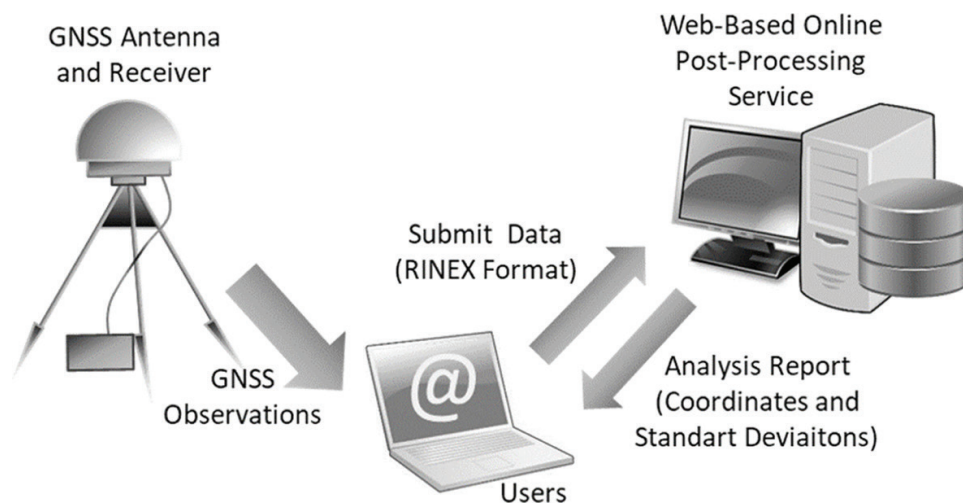 GNSS Antenna
and Receiver
Web-Based Online
Post-Processing
Service
Submit Data
(RINEX Format)
GNSS
Observations
@
Analysis Report
(Coordinates and
Standart Deviaitons)
Users